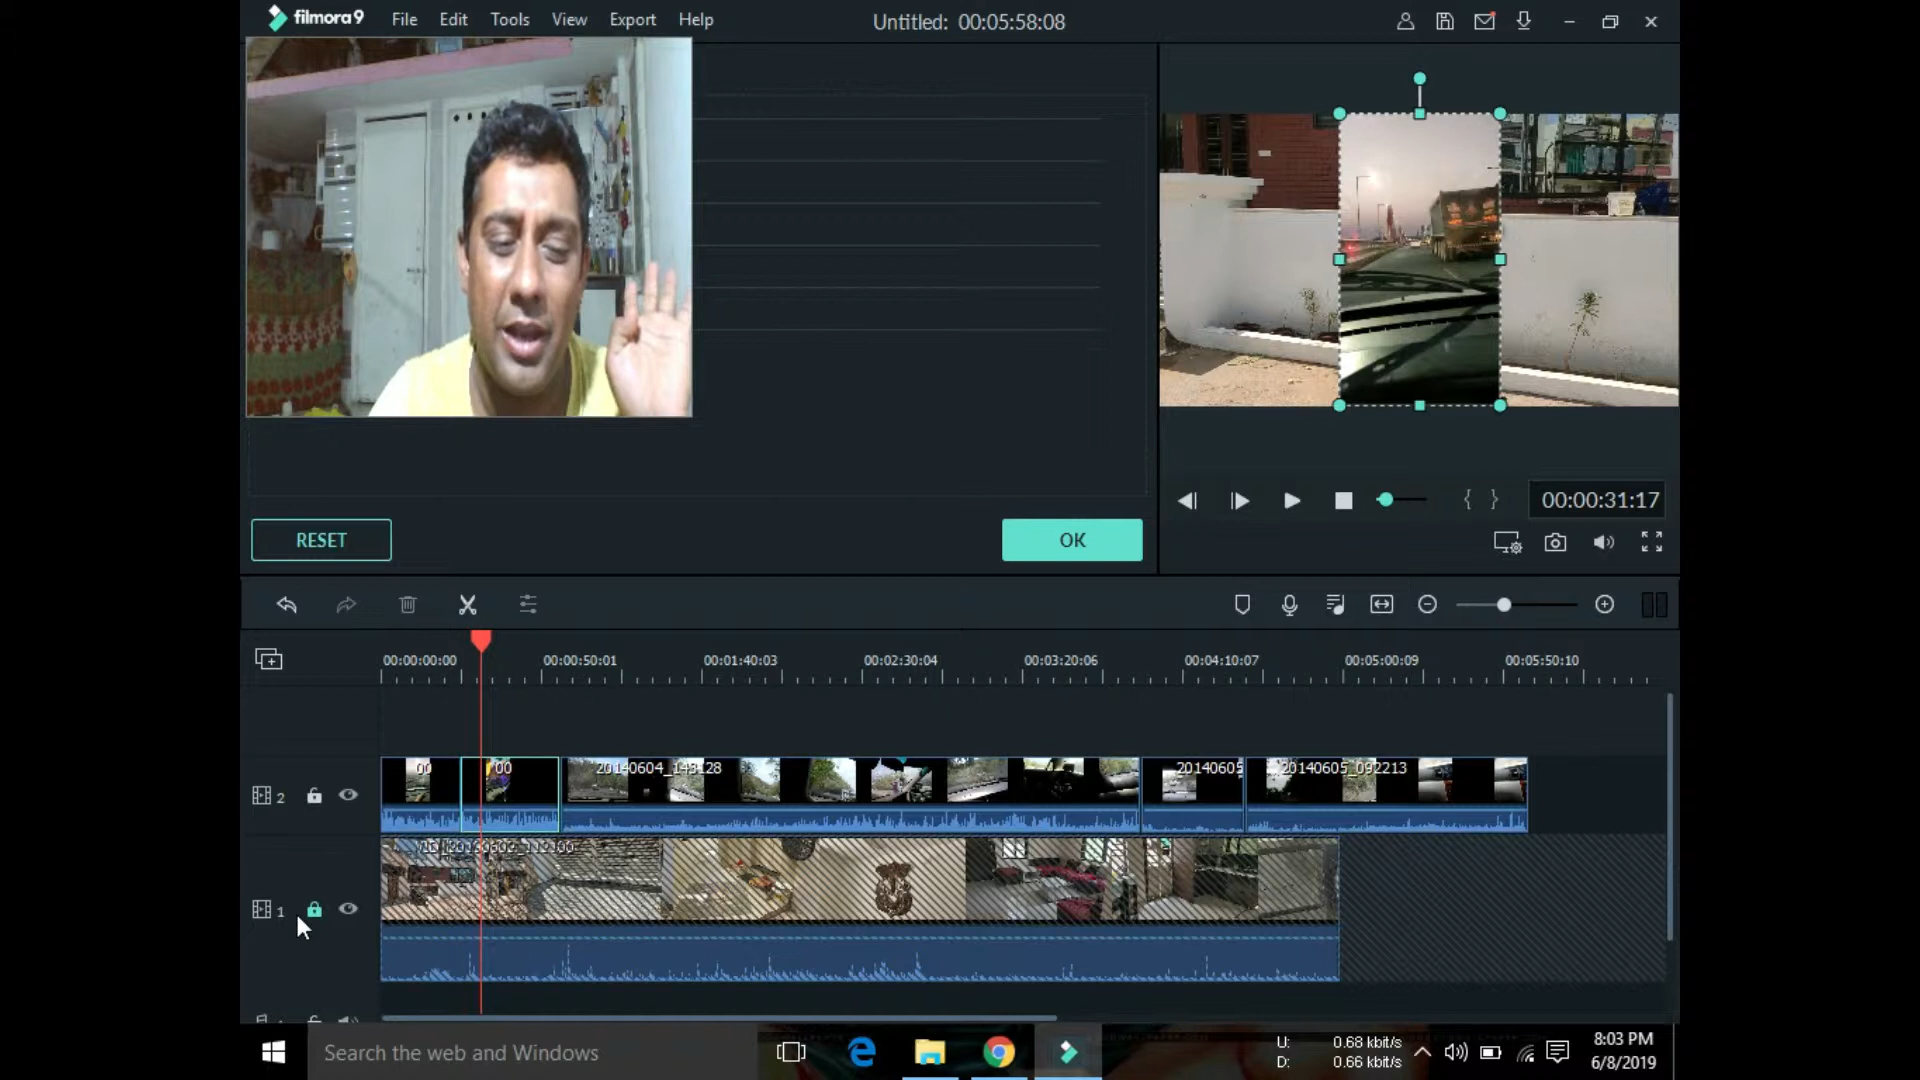 filmora9 File Edit Tools View Export Help Untitled: 00:05:58:08
00:00:31:17
RESET OK
00:00:00:00 00:00:50:01 00:01:40:03 00:02:30:04 00:03:20:06 00:04:10:07 00:05:00:09 00:05:50:10
00 00 20140604_143128 20140605 20140605_092213
2
1
Search the web and Windows
U: 0.68 kbit/s
D: 0.66 kbit/s
8:03 PM
6/8/2019